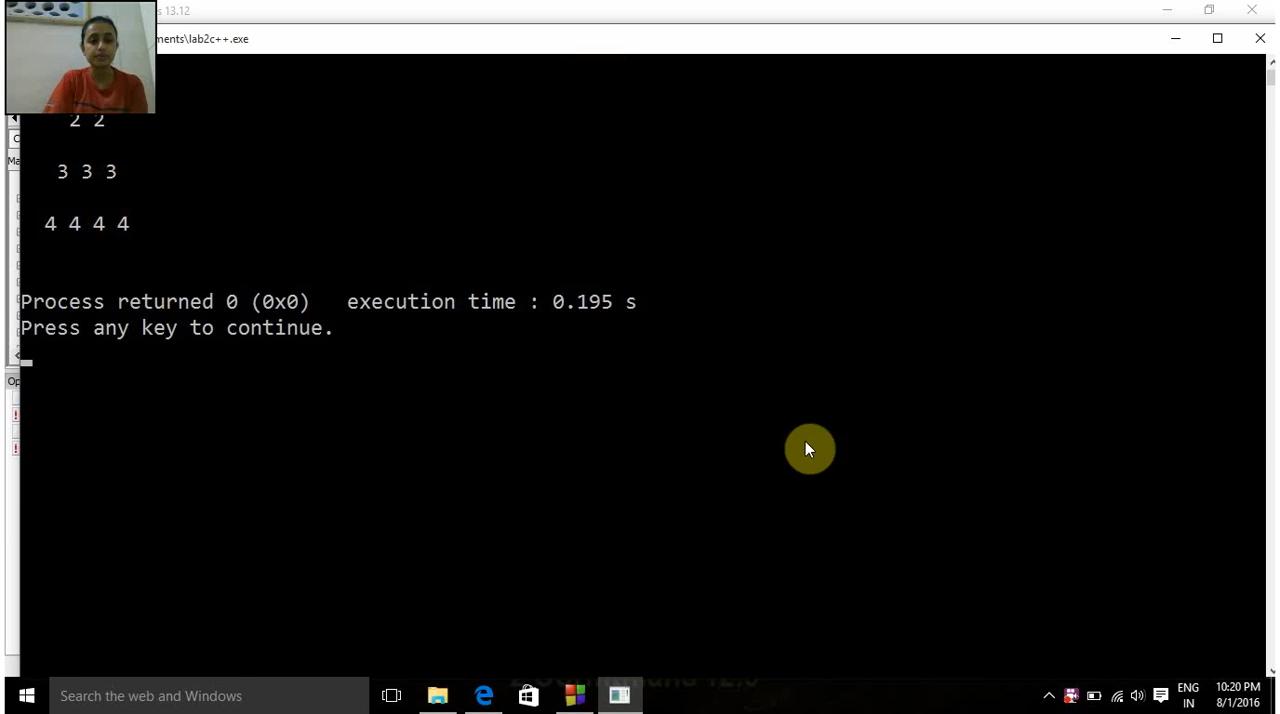 s 13.12
ments\lab2c++.exe
2 2
3 3 3
4 4 4 4
Process returned 0 (0x0) execution time : 0.195 s
Press any key to continue.
Ma
Op
Search the web and Windows
ENG
IN
10:20 PM
8/1/2016